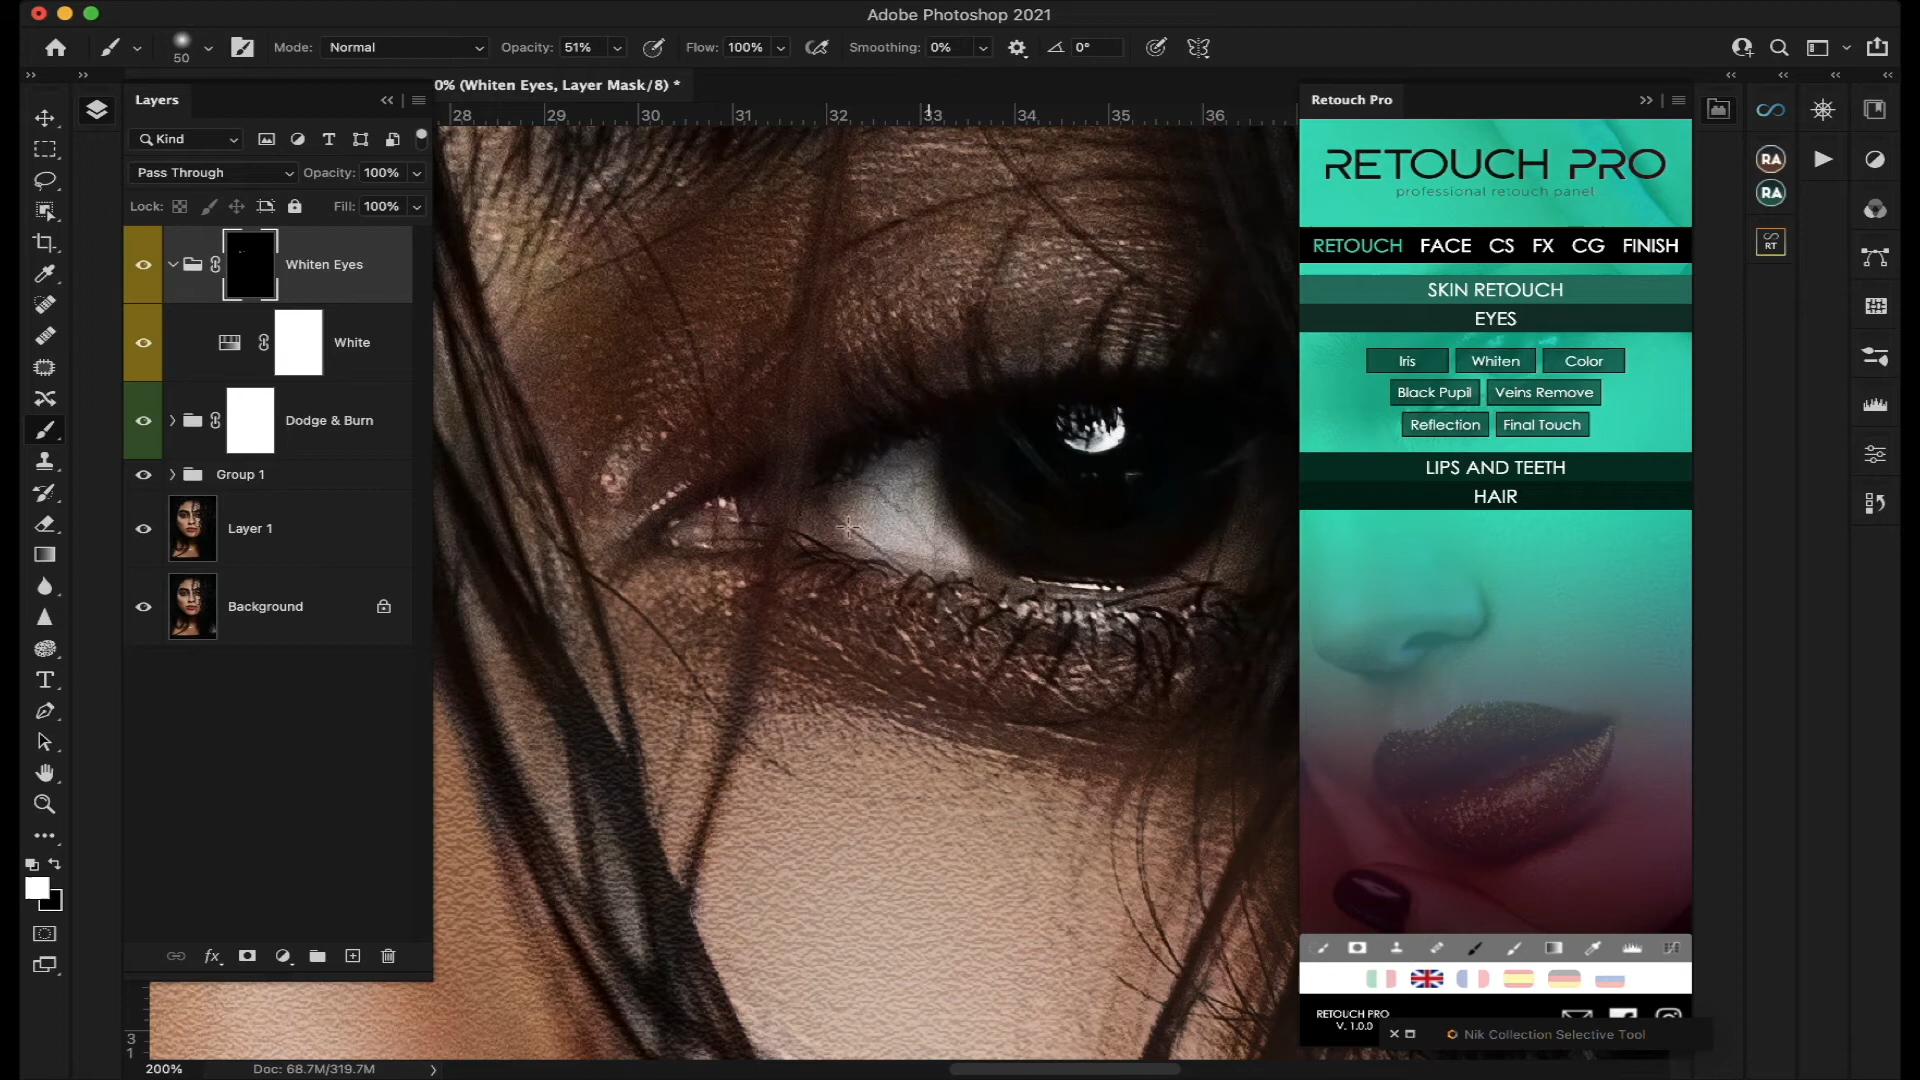 Adobe Photoshop 2021
50
Mode: Normal
Opacity: 51%
Flow: 100%
Smoothing: 0%
0°
Layers
0% (Whiten Eyes, Layer Mask/8) *
Retouch Pro
28 29 30 31 32 33 34 35 36
Kind
Pass Through
Opacity: 100%
Lock:
Fill: 100%
Whiten Eyes
White
Dodge & Burn
Group 1
Layer 1
Background
fx
RETOUCH PRO
professional retouch panel
RETOUCH FACE CS FX CG FINISH
SKIN RETOUCH
EYES
Iris Whiten Color
Black Pupil Veins Remove
Reflection Final Touch
LIPS AND TEETH
HAIR
RA
RA
RT
RETOUCH PRO
V. 1.0.0
Nik Collection Selective Tool
3
1
200%
Doc: 68.7M/319.7M